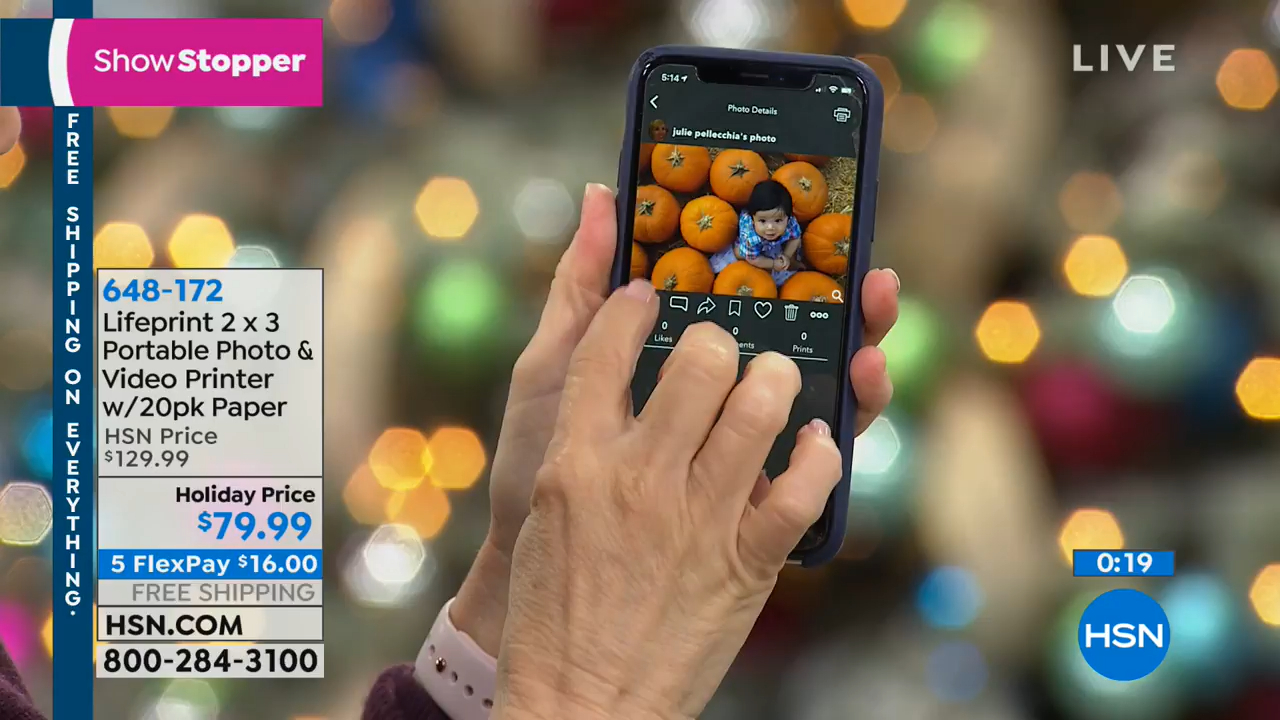 ShowStopper
LIVE
FREE SHIPPING ON EVERYTHING.*
648-172
Lifeprint 2 x 3
Portable Photo &
Video Printer
w/20pk Paper
HSN Price
$129.99
Holiday Price
$79.99
5 FlexPay $16.00
FREE SHIPPING
HSN.COM
800-284-3100
5:14
Photo Details
julie pellecchia's photo
0
0
0
Likes
Prints
0:19
HSN